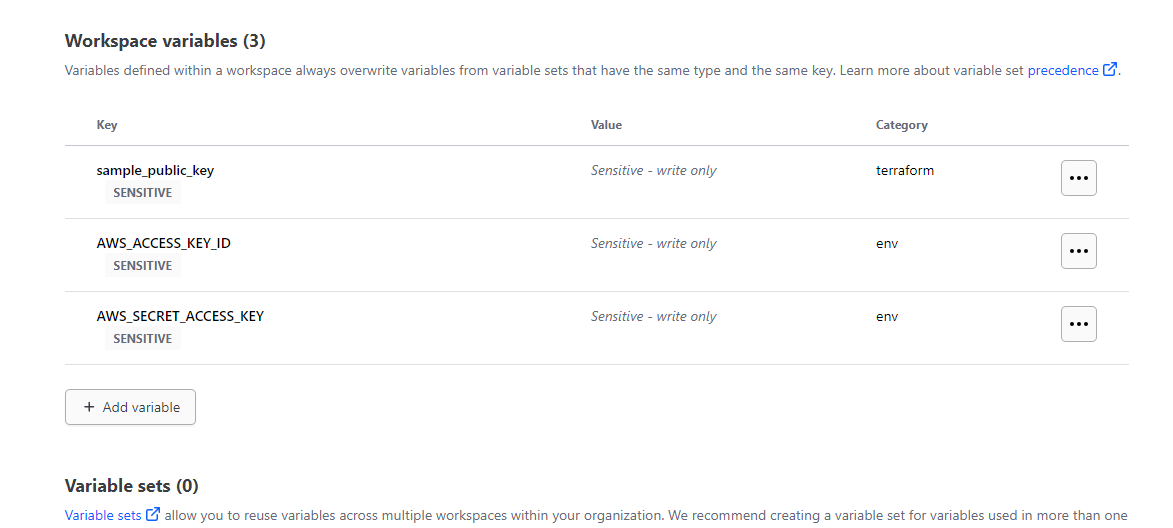 Workspace variables (3)
Variables defined within a workspace always overwrite variables from variable sets that have the same type and the same key. Learn more about variable set precedence.
Key Value Category
sample_public_key Sensitive - write only terraform
SENSITIVE
AWS_ACCESS_KEY_ID Sensitive - write only env
SENSITIVE
AWS_SECRET_ACCESS_KEY Sensitive - write only env
SENSITIVE
+ Add variable
Variable sets (0)
Variable sets allow you to reuse variables across multiple workspaces within your organization. We recommend creating a variable set for variables used in more than one